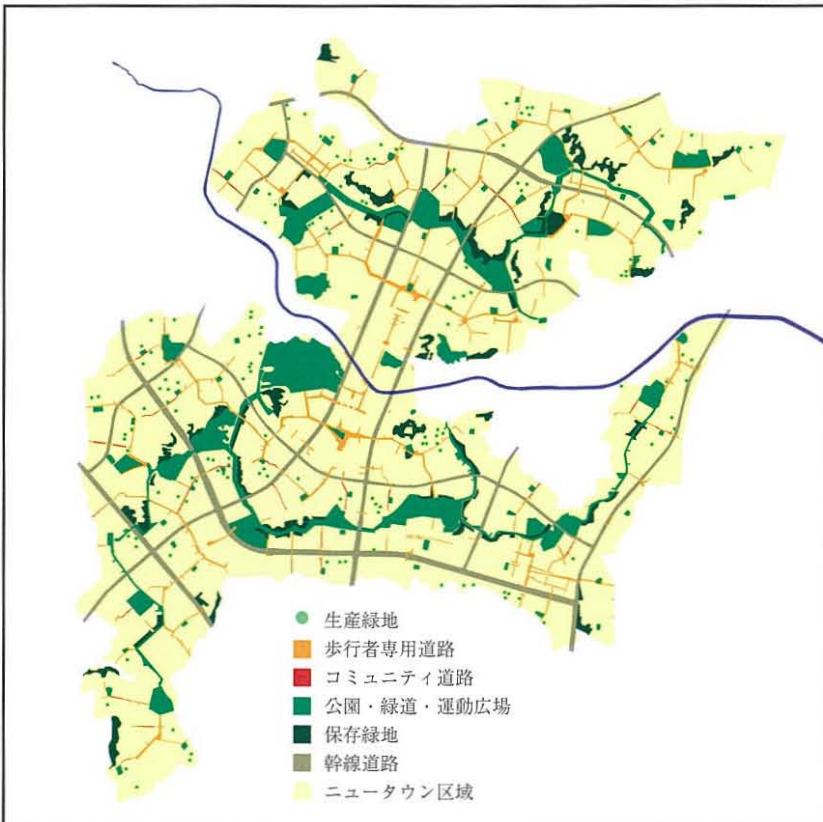 生産緑地
歩行者専用道路
コミュニティ道路
公園・緑道・運動広場
保存緑地
幹線道路
ニュータウン区域